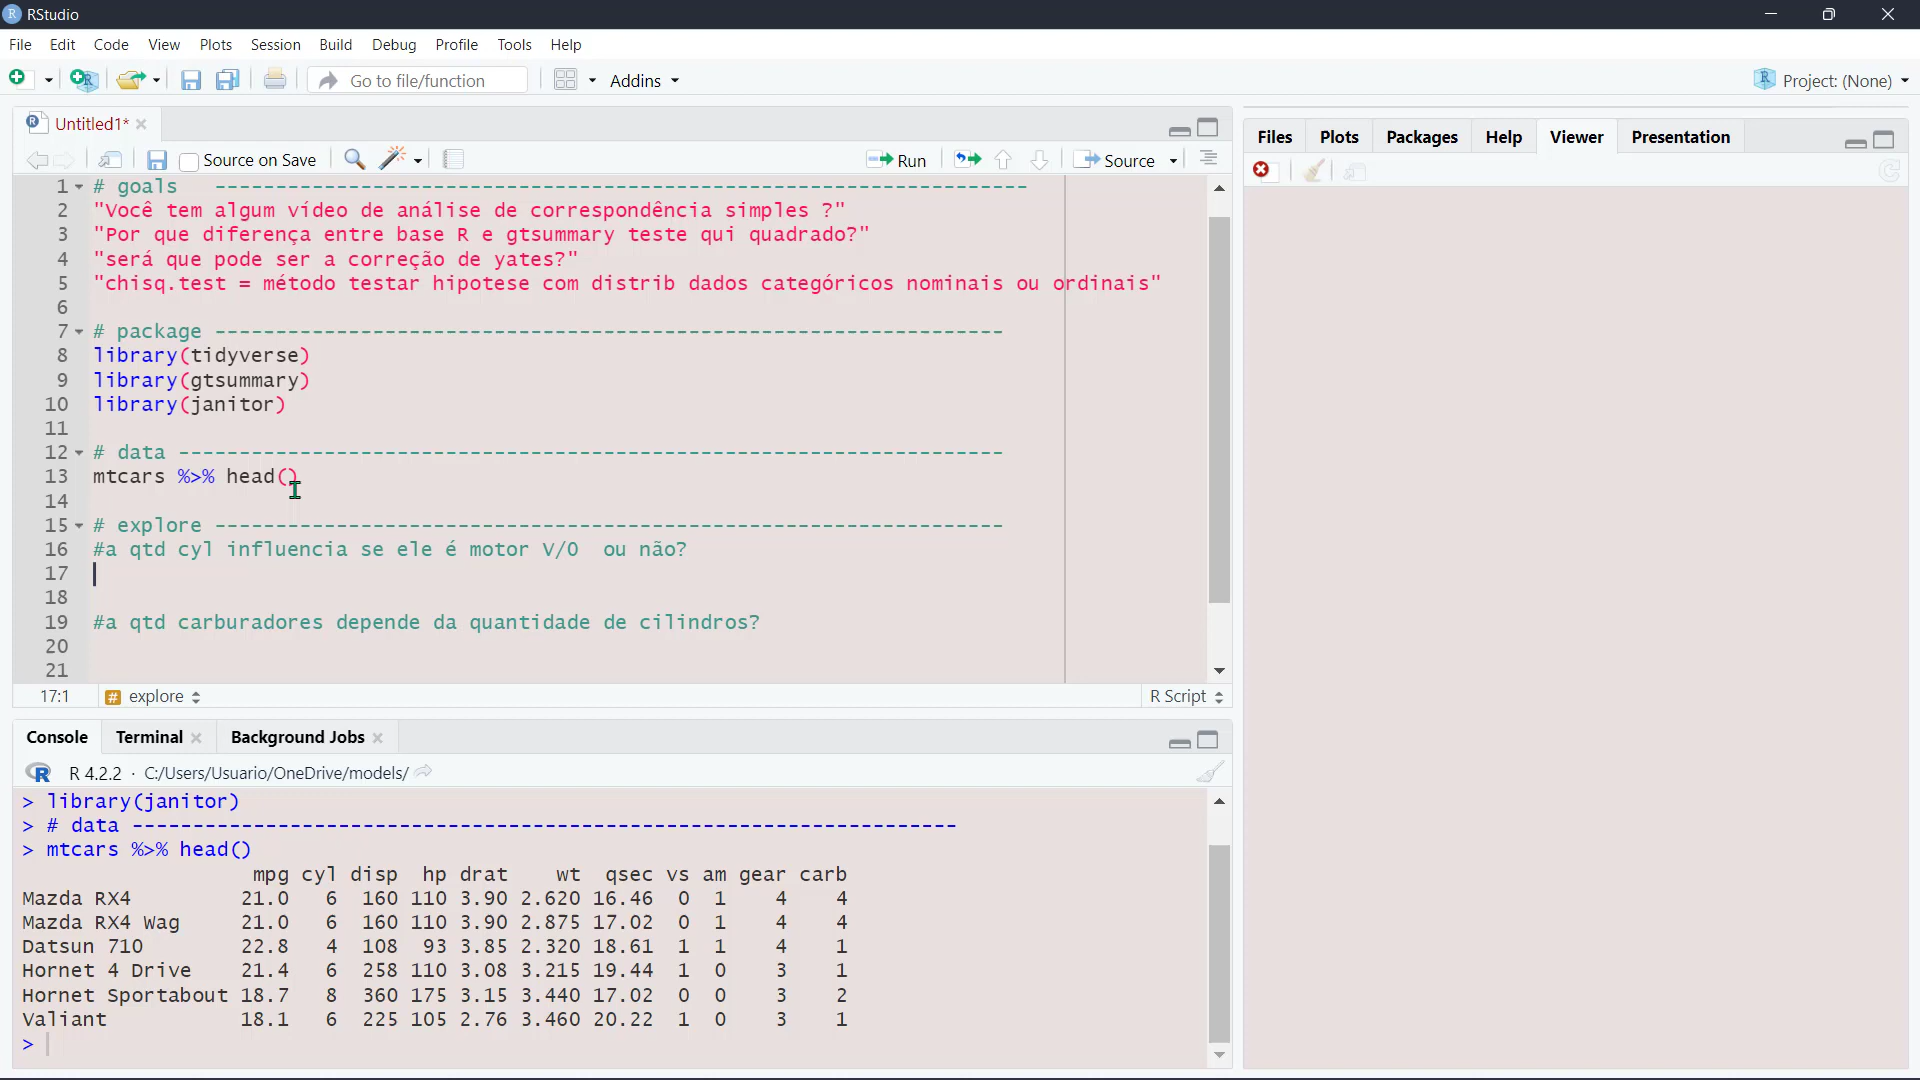 RStudio
File Edit Code View Plots Session Build Debug Profile Tools Help
Go to file/function Addins Project: (None)
Untitled1*
Source on Save Run Source
1 # goals --------------------------------------------------------------------
2 "Você tem algum vídeo de análise de correspondência simples ?"
3 "Por que diferença entre base R e gtsummary teste qui quadrado?"
4 "será que pode ser a correção de yates?"
5 "chisq.test = método testar hipotese com distrib dados categóricos nominais ou ordinais"
6
7 # package -----------------------------------------------------------------
8 library(tidyverse)
9 library(gtsummary)
10 library(janitor)
11
12 # data --------------------------------------------------------------------
13 mtcars %>% head()
14
15 # explore -----------------------------------------------------------------
16 #a qtd cyl influencia se ele é motor V/O  ou não?
17
18
19 #a qtd carburadores depende da quantidade de cilindros?
20
21
17:1 # explore R Script
Console Terminal Background Jobs
R 4.2.2 · C:/Users/Usuario/OneDrive/models/
> library(janitor)
> # data --------------------------------------------------------------------
> mtcars %>% head()
mpg cyl disp hp drat wt qsec vs am gear carb
Mazda RX4 21.0 6 160 110 3.90 2.620 16.46 0 1 4 4
Mazda RX4 Wag 21.0 6 160 110 3.90 2.875 17.02 0 1 4 4
Datsun 710 22.8 4 108 93 3.85 2.320 18.61 1 1 4 1
Hornet 4 Drive 21.4 6 258 110 3.08 3.215 19.44 1 0 3 1
Hornet Sportabout 18.7 8 360 175 3.15 3.440 17.02 0 0 3 2
Valiant 18.1 6 225 105 2.76 3.460 20.22 1 0 3 1
>
Files Plots Packages Help Viewer Presentation